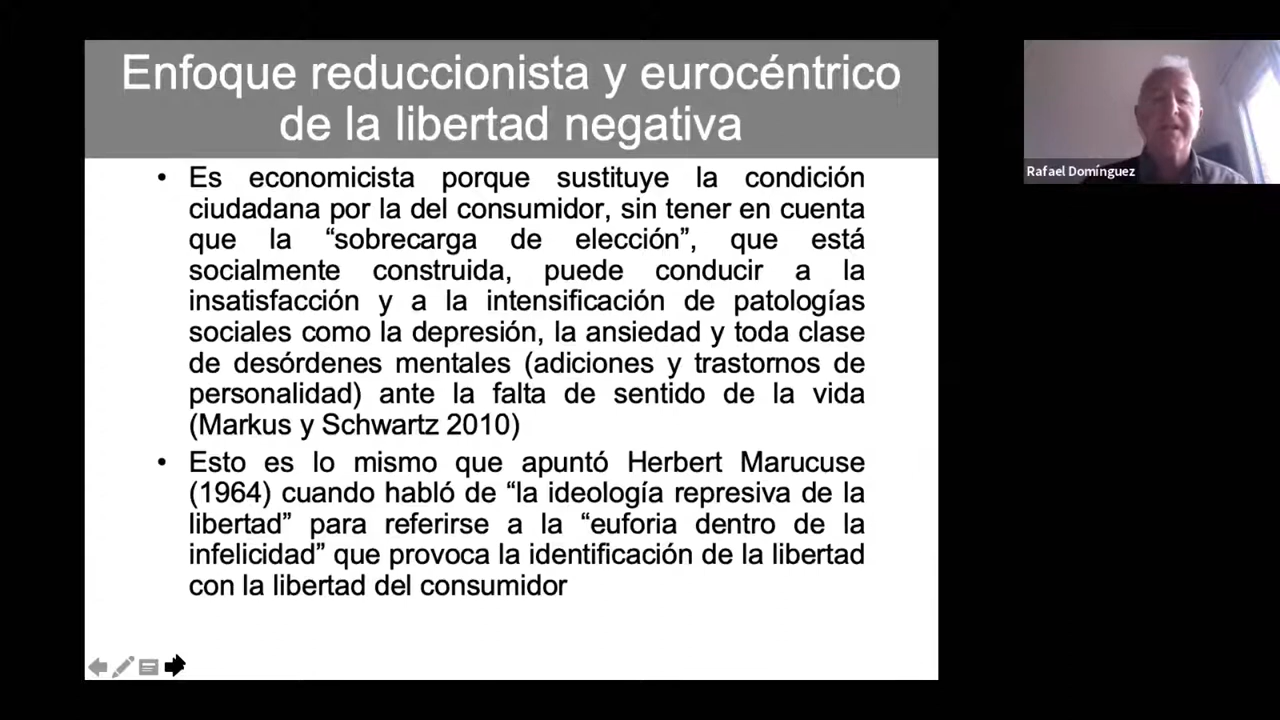 Enfoque reduccionista y eurocéntrico
de la libertad negativa
• Es economicista porque sustituye la condición
ciudadana por la del consumidor, sin tener en cuenta
que la “sobrecarga de elección”, que está
socialmente construida, puede conducir a la
insatisfacción y a la intensificación de patologías
sociales como la depresión, la ansiedad y toda clase
de desórdenes mentales (adiciones y trastornos de
personalidad) ante la falta de sentido de la vida
(Markus y Schwartz 2010)
• Esto es lo mismo que apuntó Herbert Marucuse
(1964) cuando habló de “la ideología represiva de la
libertad” para referirse a la “euforia dentro de la
infelicidad” que provoca la identificación de la libertad
con la libertad del consumidor
Rafael Domínguez